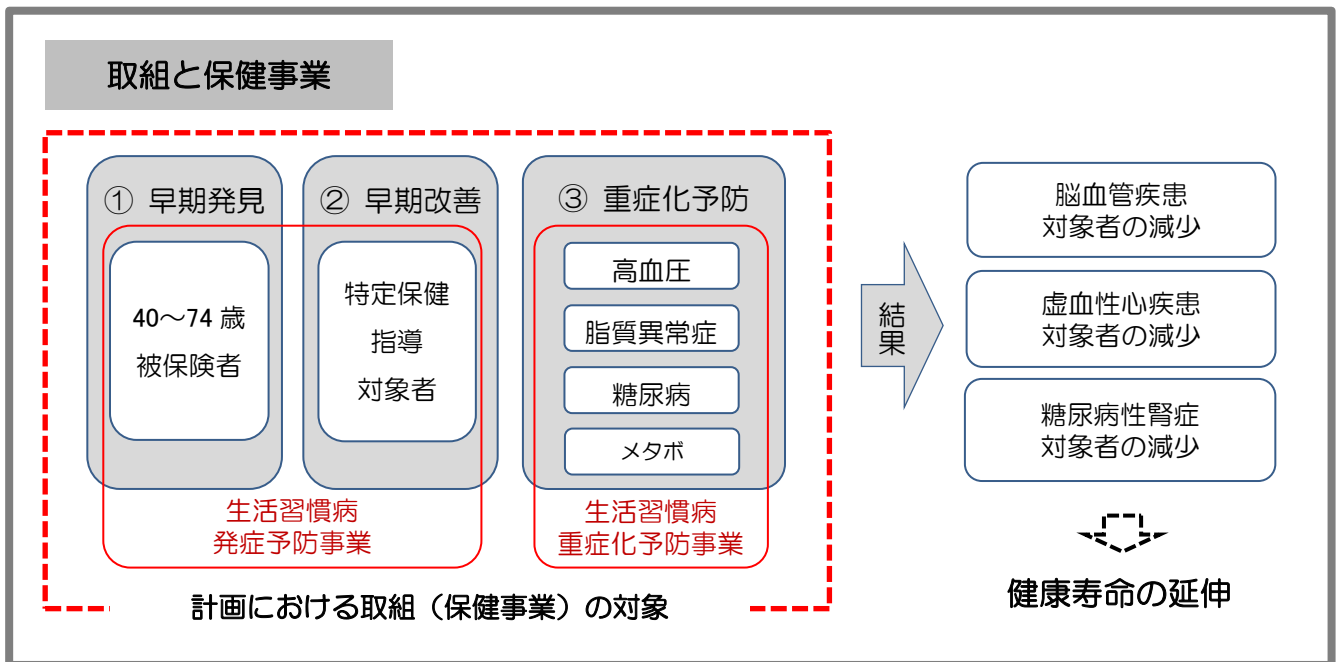 取組と保健事業
① 早期発見
40～74 歳
被保険者
② 早期改善
特定保健
指導
対象者
生活習慣病
発症予防事業
③ 重症化予防
高血圧
脂質異常症
糖尿病
メタボ
生活習慣病
重症化予防事業
計画における取組（保健事業）の対象
結果
脳血管疾患
対象者の減少
虚血性心疾患
対象者の減少
糖尿病性腎症
対象者の減少
健康寿命の延伸